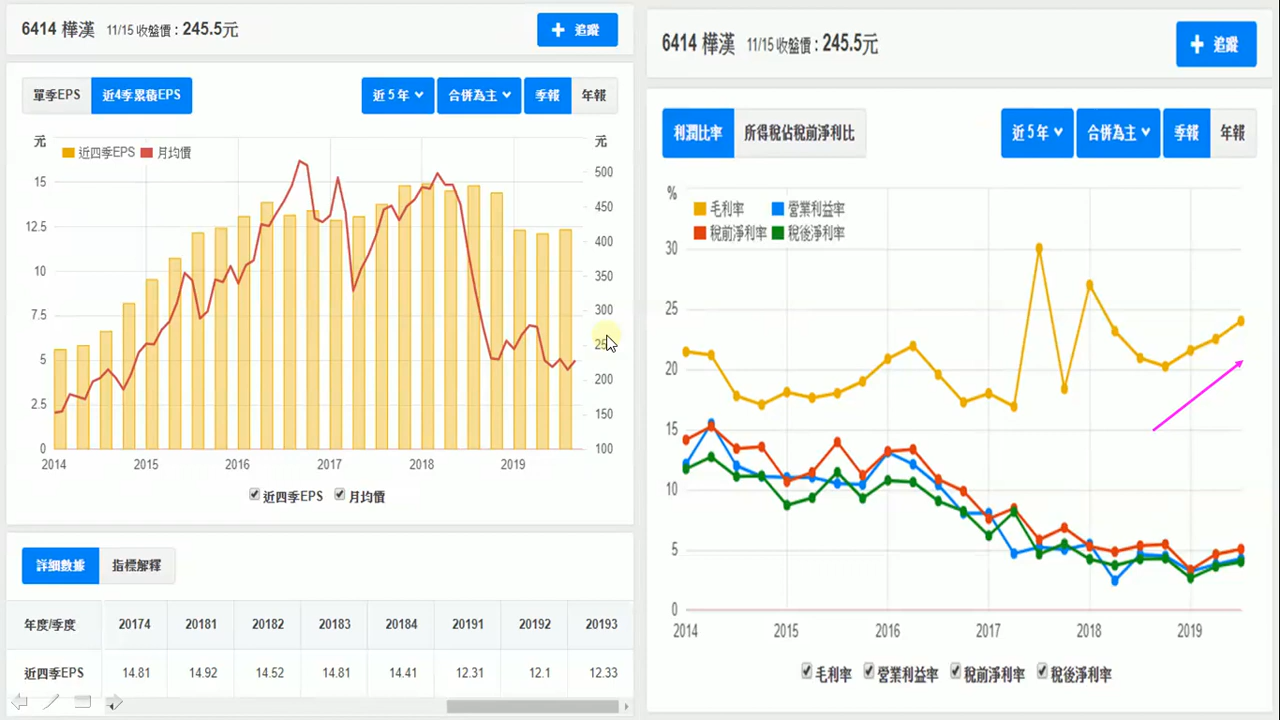 6414 樺漢 11/15 收盤價 : 245.5元
追蹤
單季EPS 近4季累積EPS 近 5 年 合併為主 季報 年報
元 元
近四季EPS 月均價
15
12.5
10
7.5
5
2.5
0
500
450
400
350
300
200
150
100
2014 2015 2016 2017 2018 2019
近四季EPS 月均價
詳細數據 指標解釋
年度/季度 20174 20181 20182 20183 20184 20191 20192 20193
近四季EPS 14.81 14.92 14.52 14.81 14.41 12.31 12.1 12.33
6414 樺漢 11/15 收盤價 : 245.5元
追蹤
利潤比率 所得稅佔稅前淨利比 近 5 年 合併為主 季報 年報
%
毛利率 營業利益率
稅前淨利率 稅後淨利率
30
25
20
15
10
5
0
2014 2015 2016 2017 2018 2019
毛利率 營業利益率 稅前淨利率 稅後淨利率